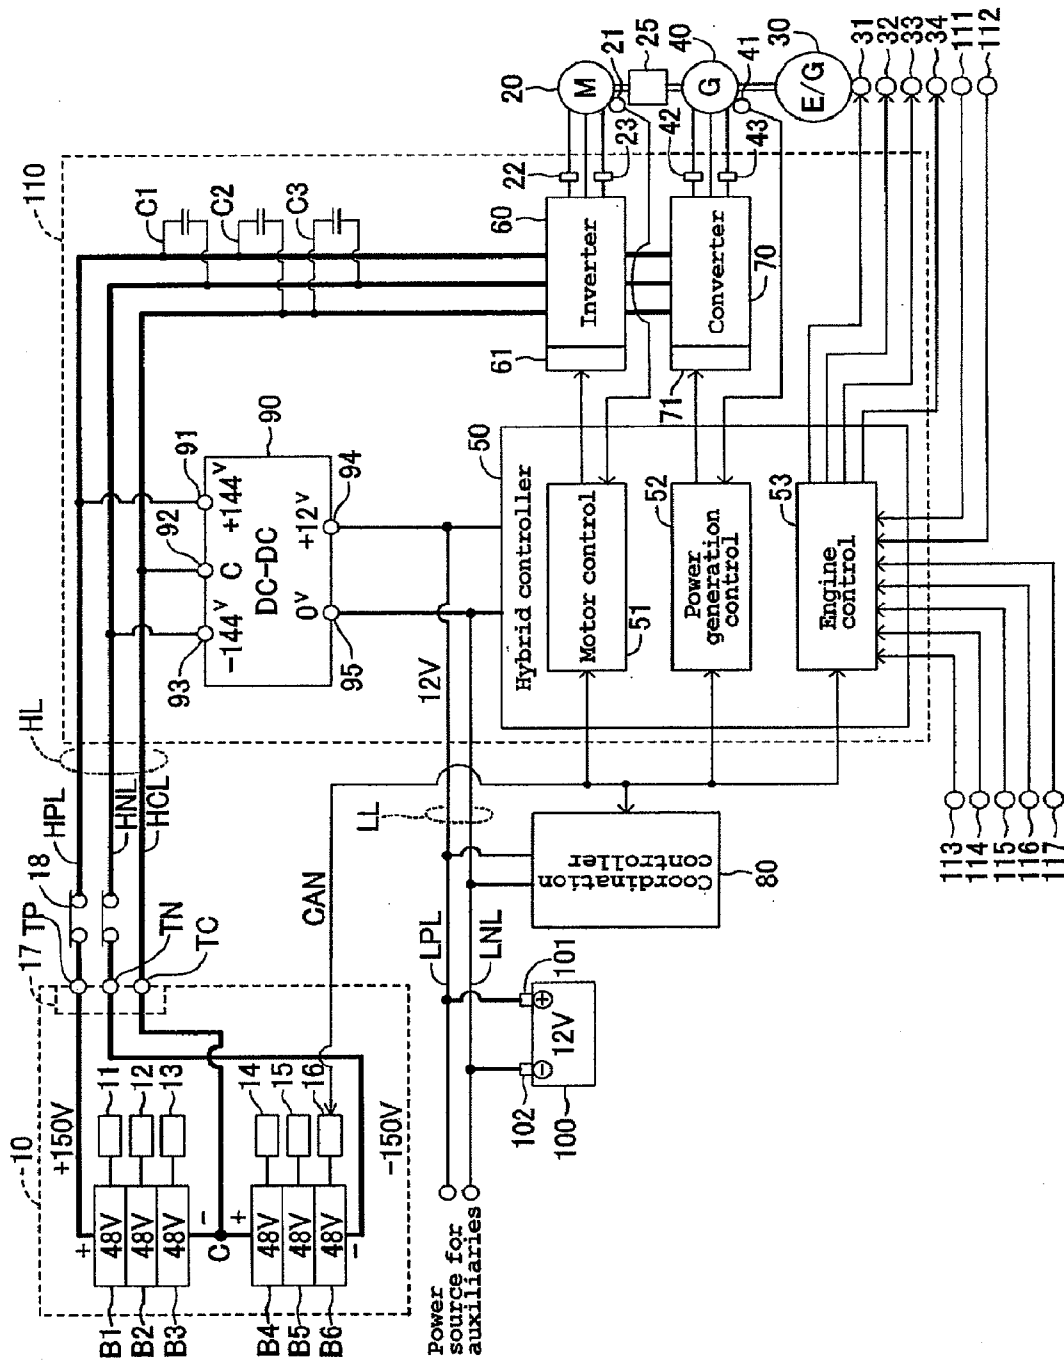 110
C1
C2
C3
20
M
21
25
40
G
41
30
E/G
31
32
33
34
111
112
22
23
42
43
60
Inverter
61
Converter
70
71
90
91
+144V
92
C
93
-144V
DC-DC
+12V
94
0V
95
12V
50
Hybrid controller
Motor control
51
52
Power
generation
control
53
Engine
control
HL
HPL
HNL
HCL
18
TP
17
TN
TC
LL
CAN
LPL
LNL
Coordination
controller
80
113
114
115
116
117
10
+150V
-150V
11
12
13
14
15
16
+
48V
48V
48V
-
C
+
48V
48V
48V
-
B1
B2
B3
B4
B5
B6
101
+
12V
-
102
100
Power
source for
auxiliaries